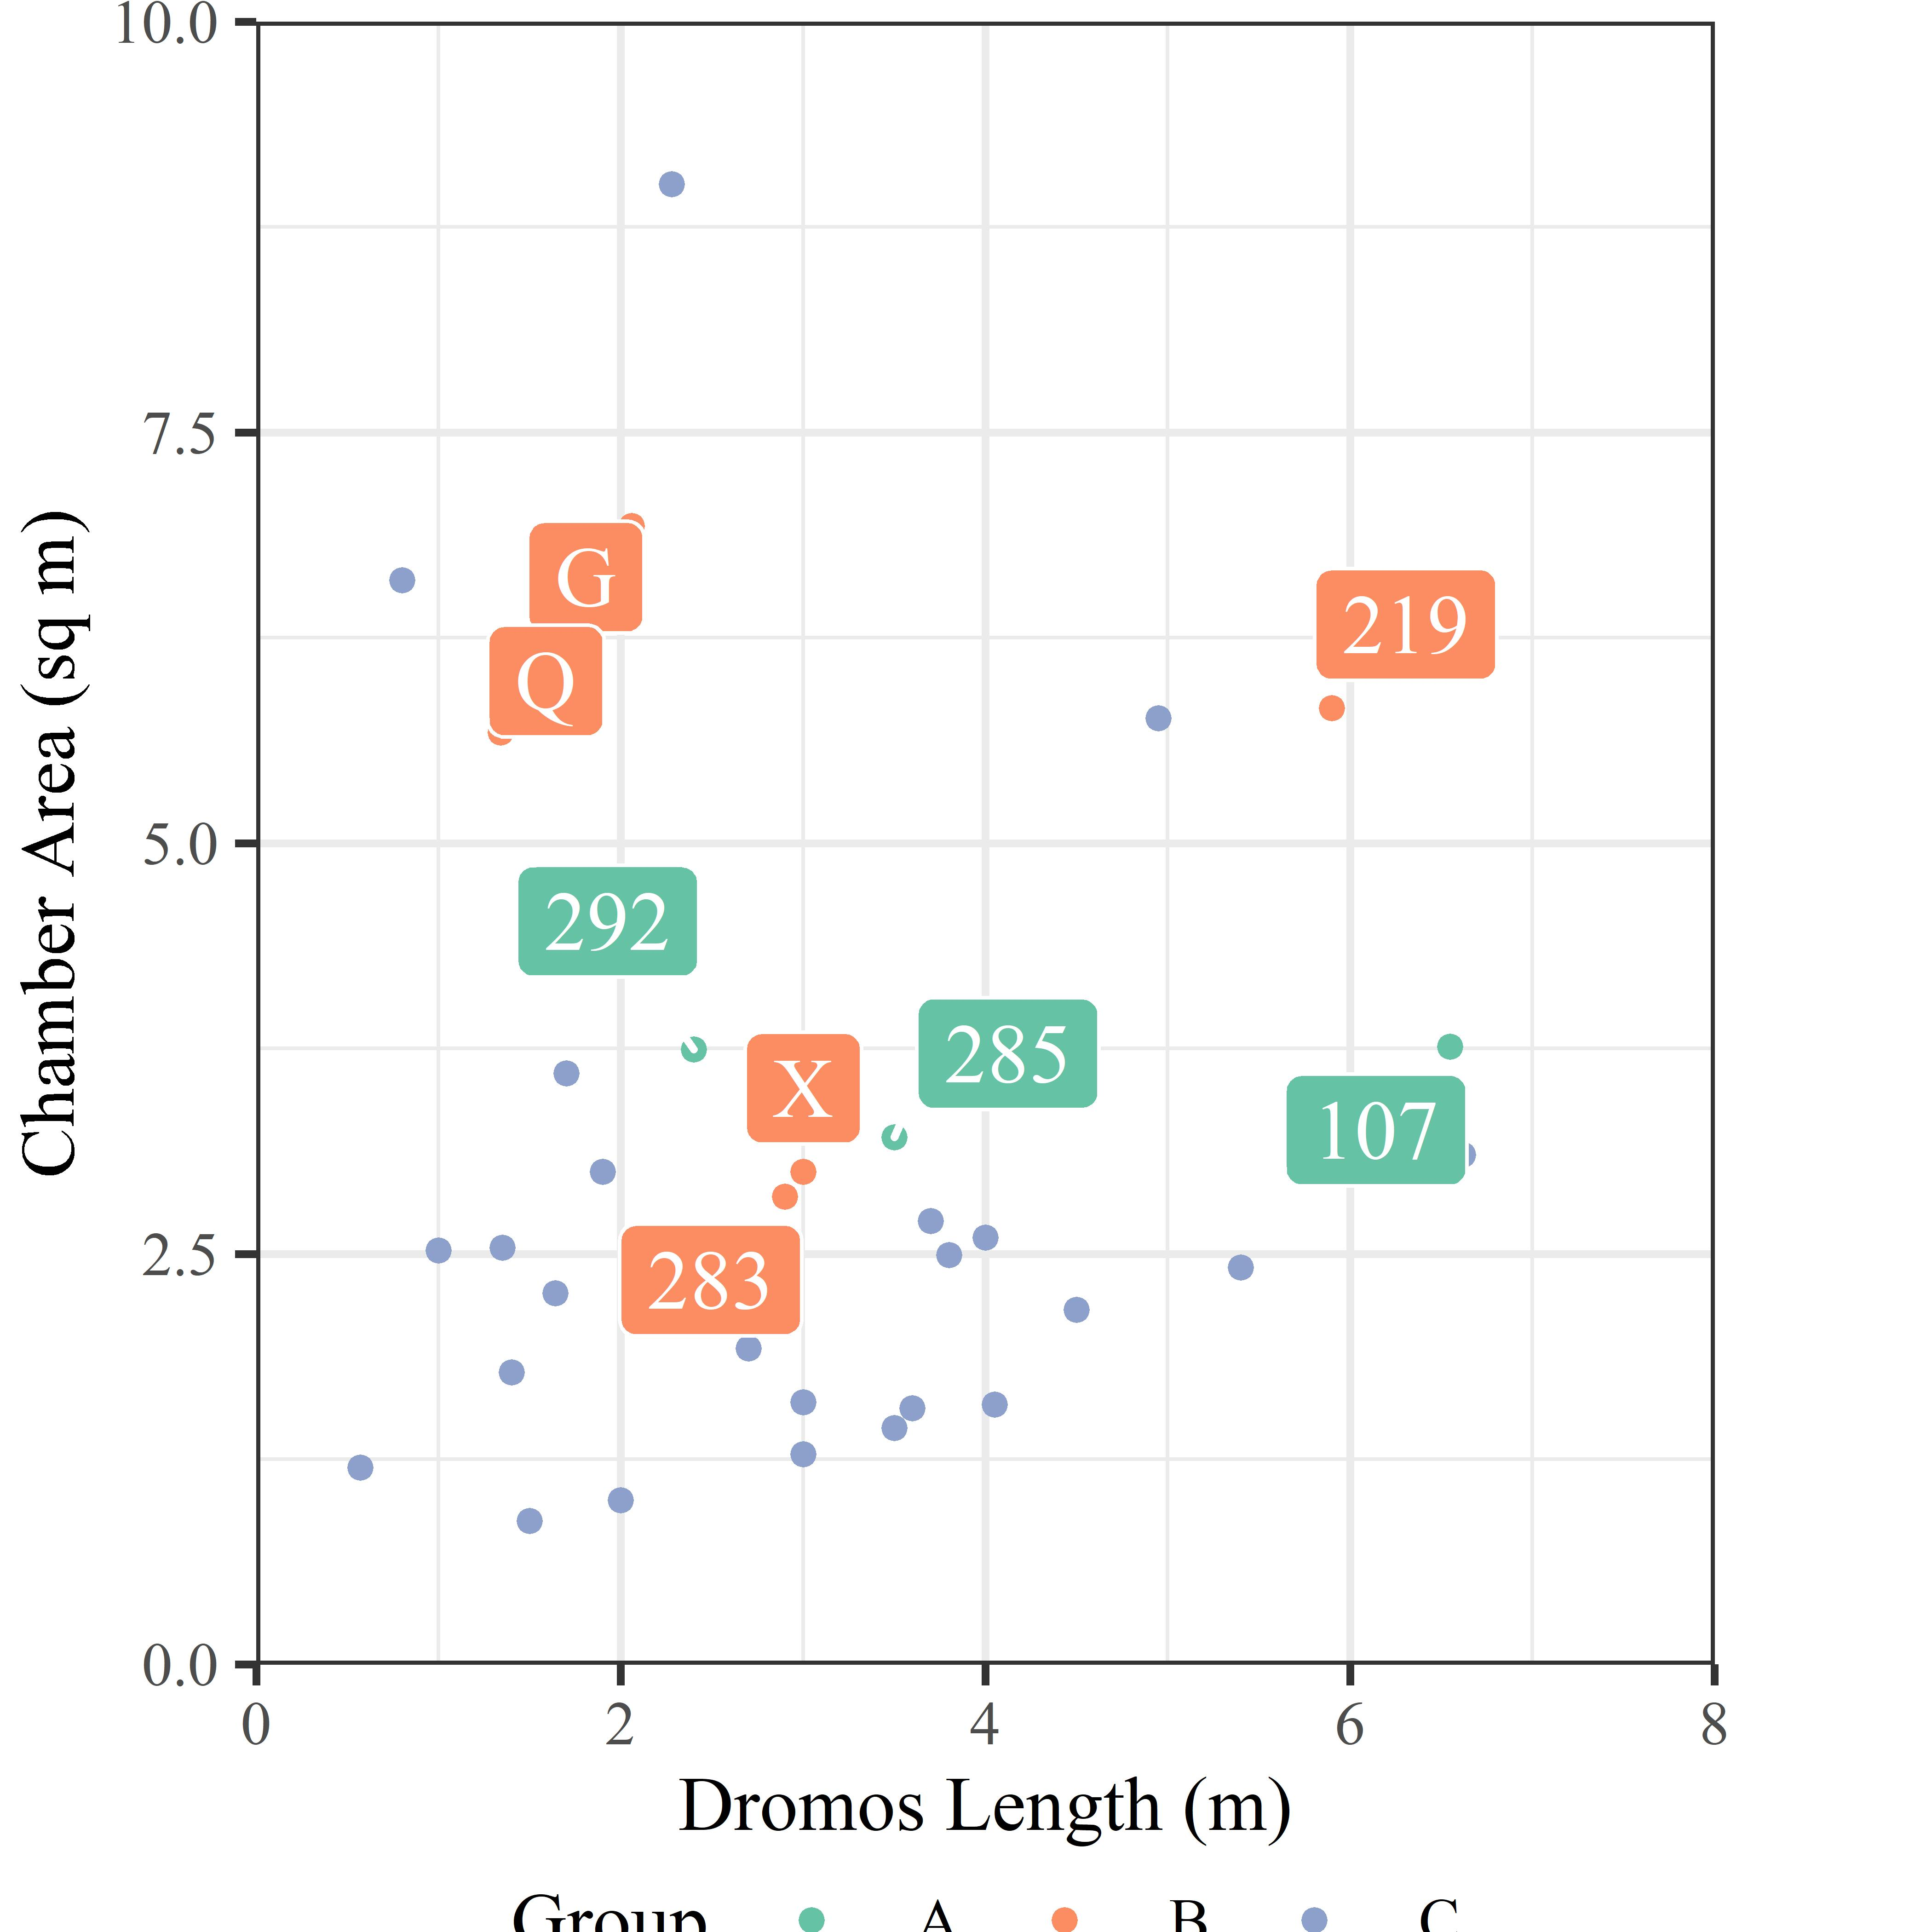 10.0
7.5
5.0
2.5
0.0
Chamber Area (sq m)
G
Q
219
292
285
X
107
283
0 2 4 6 8
Dromos Length (m)
Group A B C